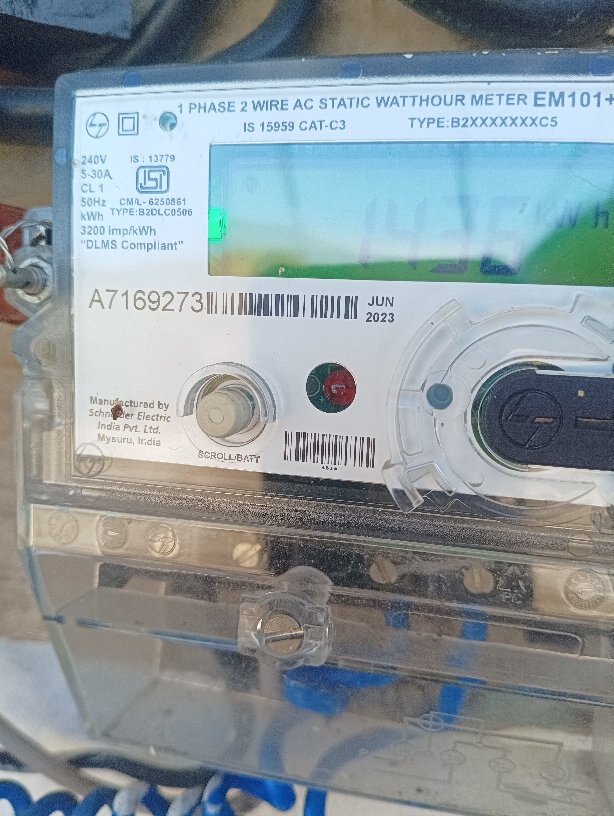 1 PHASE 2 WIRE AC STATIC WATTHOUR METER EM101+
IS 15959 CAT-C3 TYPE:B2XXXXXXXC5
240V IS : 13779
5-30A
CL 1
50Hz CM/L- 6250861
kWh TYPE:B2DLC0506
3200 imp/kWh
"DLMS Compliant"
1436 kW h
A7169273
JUN
2023
Manufactured by
Schneider Electric
India Pvt. Ltd.
Mysuru, India
SCROLL/BATT